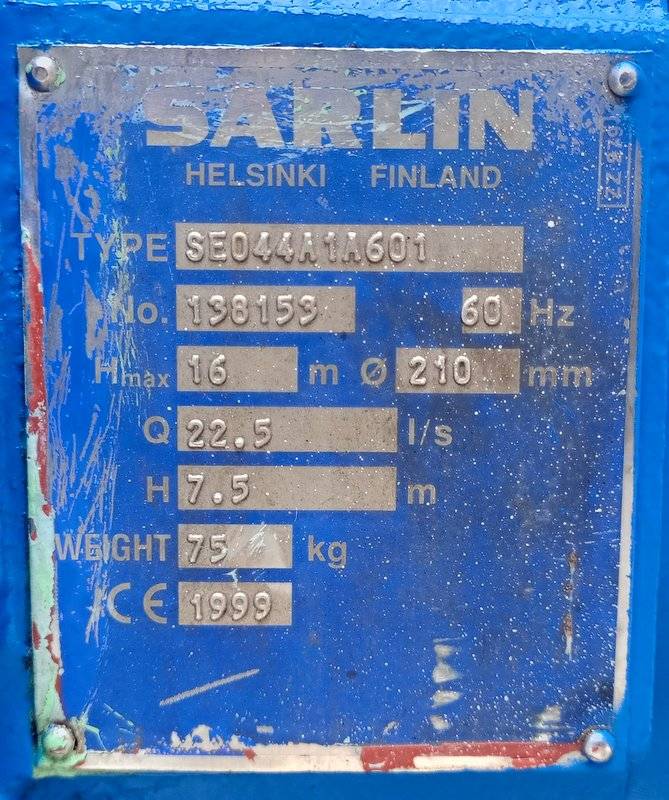 SARLIN
HELSINKI FINLAND
TYPE SE044A1A601
No. 138153 60 Hz
Hmax 16 m Ø 210 mm
Q 22.5 l/s
H 7.5 m
WEIGHT 75 kg
CE 1999